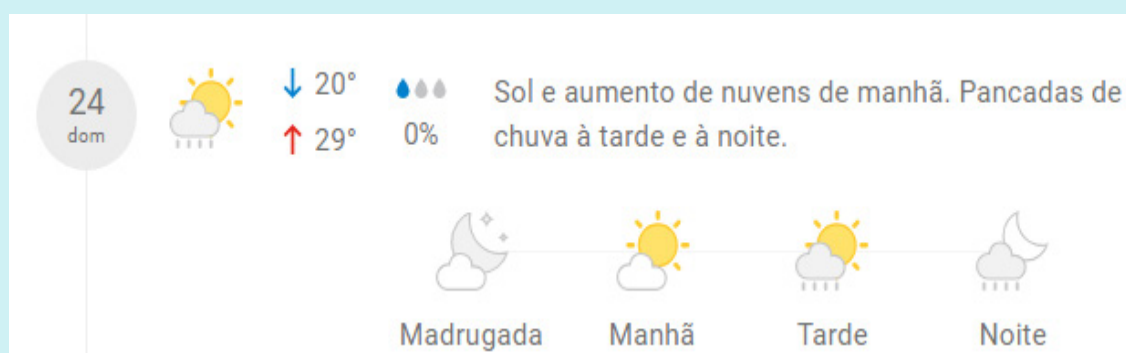 24
dom
↓ 20°
↑ 29°
0%
Sol e aumento de nuvens de manhã. Pancadas de
chuva à tarde e à noite.
Madrugada Manhã Tarde Noite